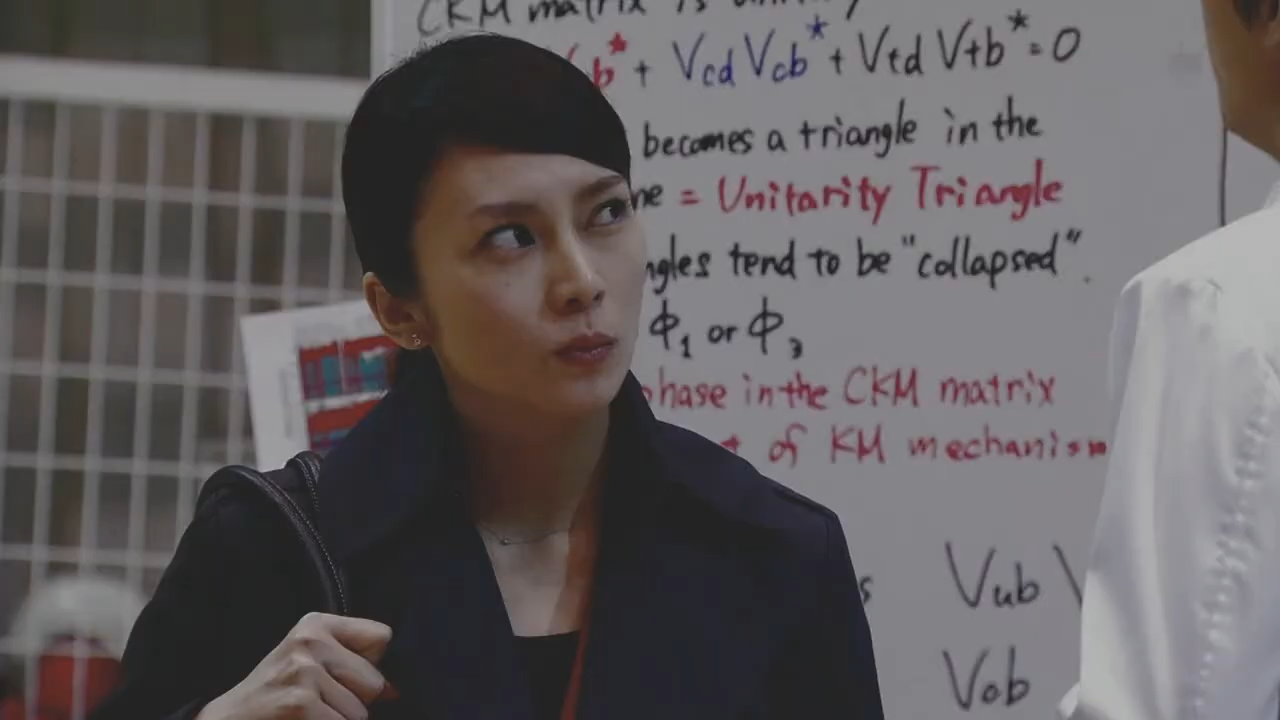 CKM matrix is unitary
b* + Vcd Vcb* + Vtd Vtb* = 0
becomes a triangle in the
ne = Unitarity Triangle
ngles tend to be "collapsed".
ϕ₁ or ϕ₃
phase in the CKM matrix
t of KM mechanism
s Vub
Vcb